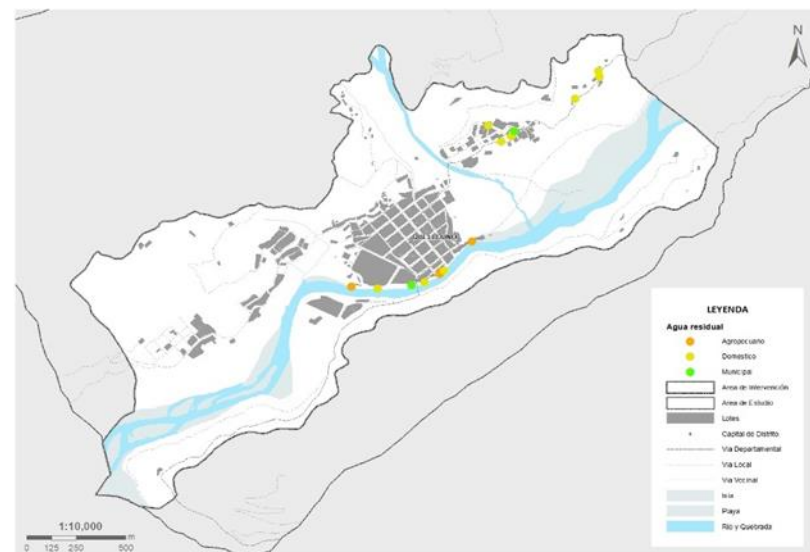 N
LEYENDA
Agua residual
Agropecuario
Domestico
Municipal
Area de Intervención
Area de Estudio
Lotes
Capital de Distrito
Via Departamental
Via Local
Via Vecinal
Isla
Playa
Rio y Quebrada
1:10,000
0 125 250 500 m